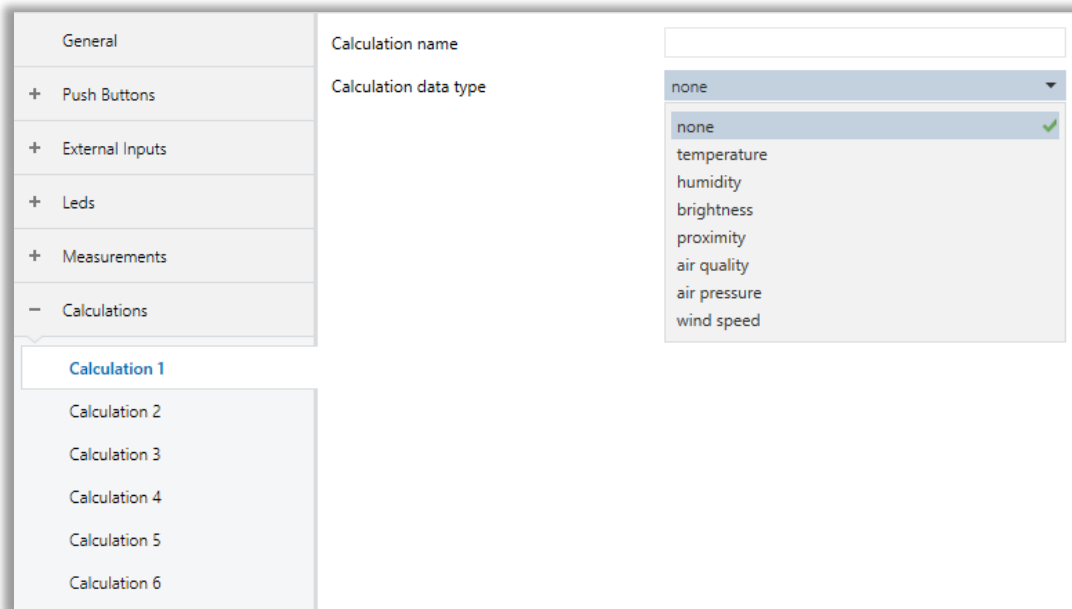 General
+ Push Buttons
+ External Inputs
+ Leds
+ Measurements
− Calculations
Calculation 1
Calculation 2
Calculation 3
Calculation 4
Calculation 5
Calculation 6
Calculation name
Calculation data type
none
none
temperature
humidity
brightness
proximity
air quality
air pressure
wind speed